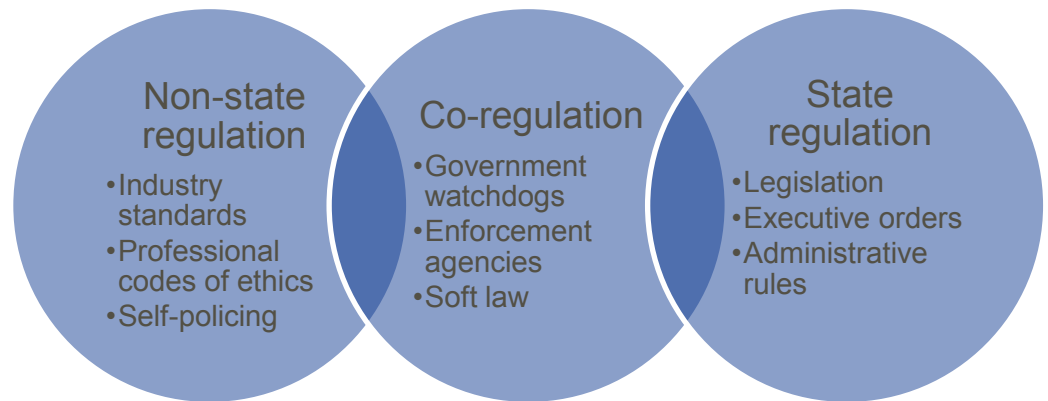 Non-state
regulation
•Industry
standards
•Professional
codes of ethics
•Self-policing
Co-regulation
•Government
watchdogs
•Enforcement
agencies
•Soft law
State
regulation
•Legislation
•Executive orders
•Administrative
rules